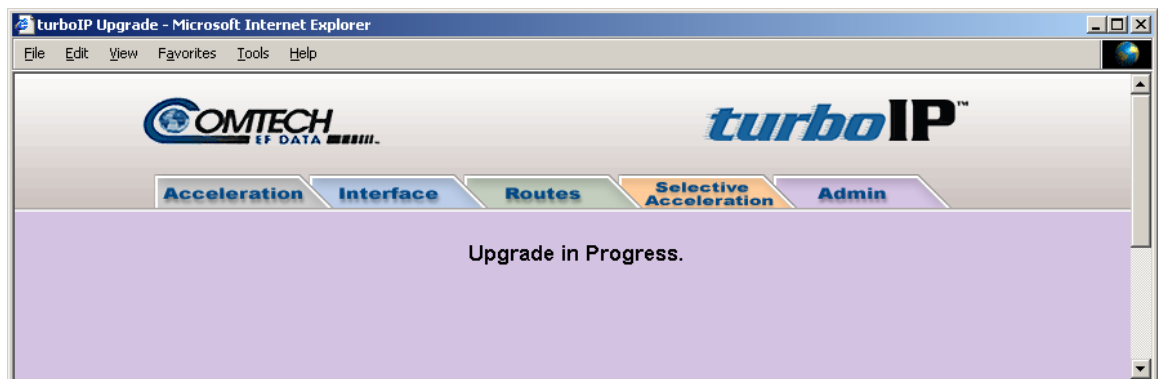 turboIP Upgrade - Microsoft Internet Explorer
File Edit View Favorites Tools Help
COMTECH
EF DATA
turboIP™
Acceleration Interface Routes Selective Acceleration Admin
Upgrade in Progress.